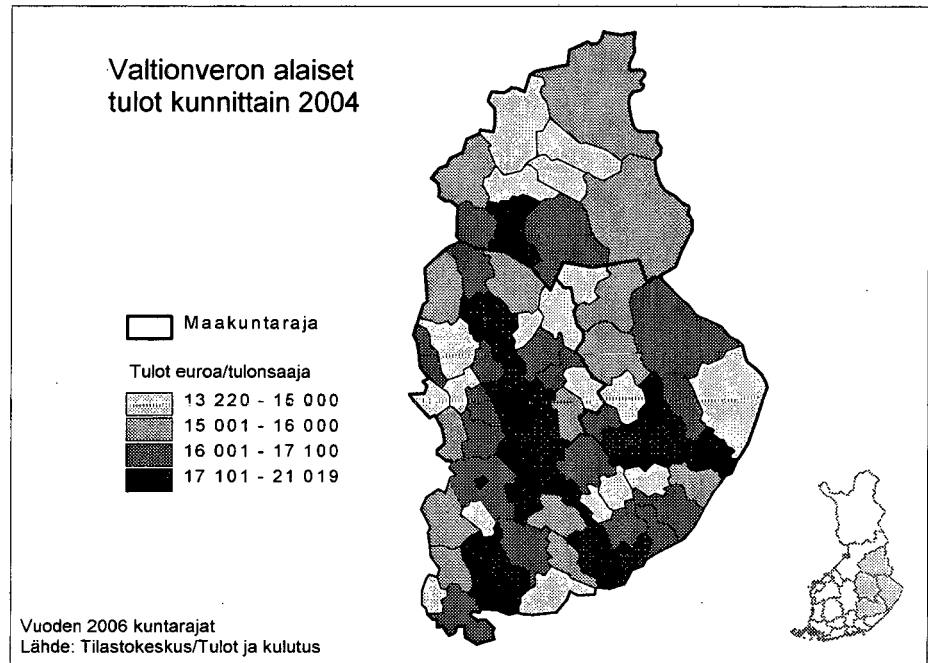 Valtionveron alaiset
tulot kunnittain 2004
Maakuntaraja
Tulot euroa/tulonsaaja
13 220 - 15 000
15 001 - 16 000
16 001 - 17 100
17 101 - 21 019
Vuoden 2006 kuntarajat
Lähde: Tilastokeskus/Tulot ja kulutus